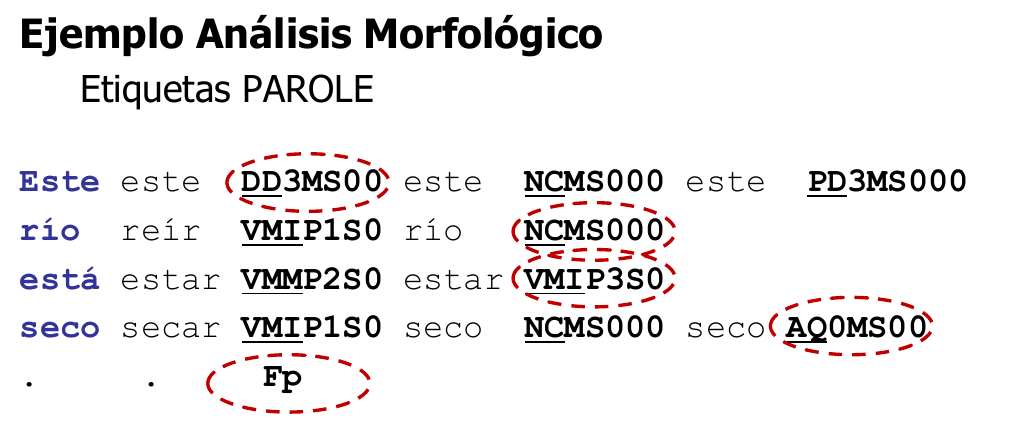 Ejemplo Análisis Morfológico
Etiquetas PAROLE
Este este DD3MS00 este NCMS000 este PD3MS000
río reír VMIP1S0 río NCMS000
está estar VMMP2S0 estar VMIP3S0
seco secar VMIP1S0 seco NCMS000 seco AQ0MS00
. . Fp